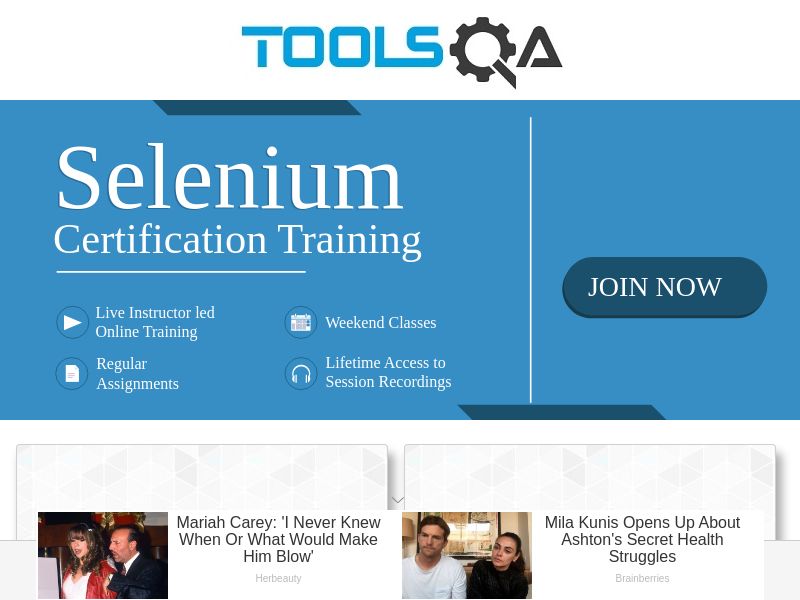 TOOLSQA
Selenium
Certification Training
JOIN NOW
Live Instructor led
Online Training
Weekend Classes
Regular
Assignments
Lifetime Access to
Session Recordings
Mariah Carey: 'I Never Knew
When Or What Would Make
Him Blow'
Herbeauty
Mila Kunis Opens Up About
Ashton's Secret Health
Struggles
Brainberries